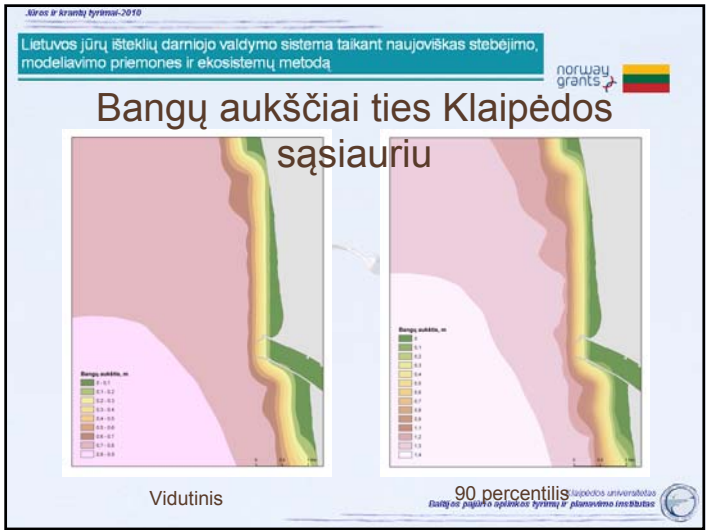 Jūros ir krantų tyrimai-2010
Lietuvos jūrų išteklių darniojo valdymo sistema taikant naujoviškas stebėjimo,
modeliavimo priemones ir ekosistemų metodą
norway
grants
Bangų aukščiai ties Klaipėdos
sąsiauriu
Bangų aukštis, m
0 - 0,1
0,1 - 0,2
0,2 - 0,3
0,3 - 0,4
0,4 - 0,5
0,5 - 0,6
0,6 - 0,7
0,7 - 0,8
0,8 - 0,9
Bangų aukštis, m
0
0,1
0,2
0,3
0,4
0,5
0,6
0,7
0,8
0,9
1,1
1,2
1,3
1,4
Vidutinis
90 percentilis
Klaipėdos universitetas
Baltijos pajūrio aplinkos tyrimų ir planavimo institutas